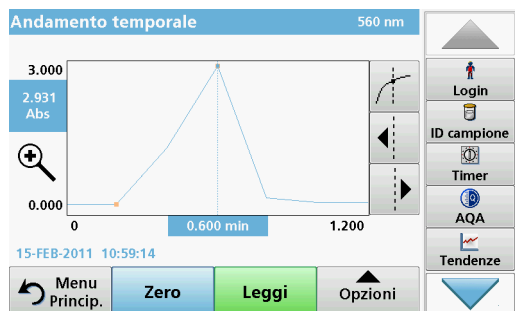 Andamento temporale 560 nm
3.000
2.931
Abs
0.000
0 0.600 min 1.200
15-FEB-2011 10:59:14
Menu
Princip.
Zero
Leggi
Opzioni
Login
ID campione
Timer
AQA
Tendenze